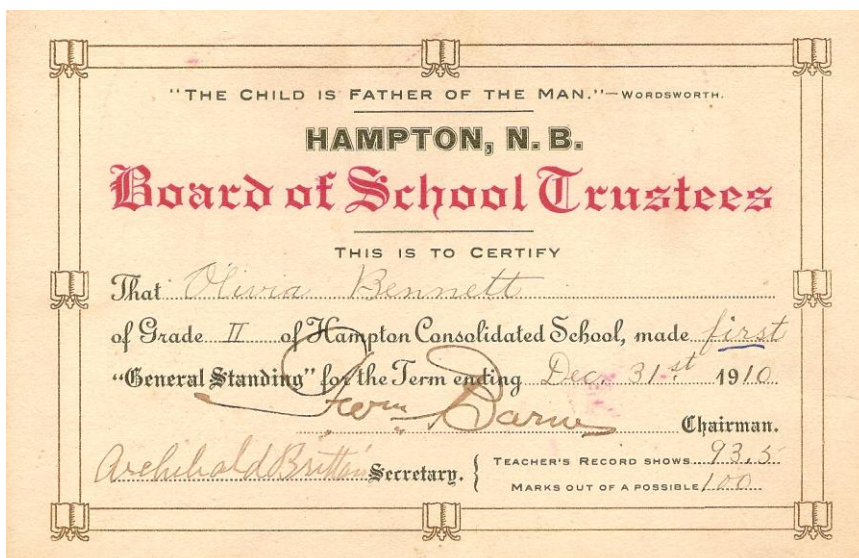 "THE CHILD IS FATHER OF THE MAN."—WORDSWORTH.
HAMPTON, N. B.
Board of School Trustees
THIS IS TO CERTIFY
That Olivia Bennett
of Grade II of Hampton Consolidated School, made first
"General Standing" for the Term ending Dec. 31st 1910
Barnes Chairman.
Archibald Brittain Secretary. { TEACHER'S RECORD SHOWS 93.5
MARKS OUT OF A POSSIBLE 100